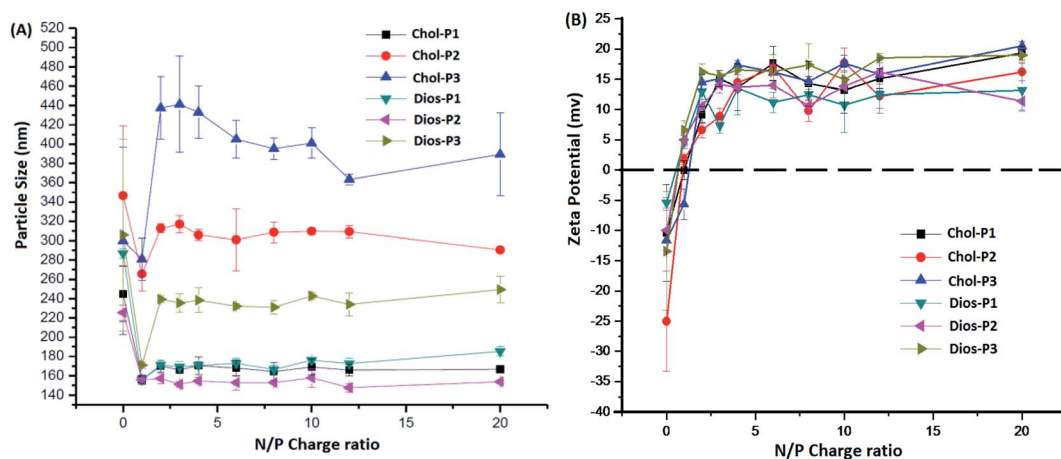 (A)
Particle Size (nm)
520
500
480
460
440
420
400
380
360
340
320
300
280
260
240
220
200
180
160
140
Chol-P1
Chol-P2
Chol-P3
Dios-P1
Dios-P2
Dios-P3
0 5 10 15 20
N/P Charge ratio
(B)
Zeta Potential (mv)
25
20
15
10
5
0
-5
-10
-15
-20
-25
-30
-35
-40
Chol-P1
Chol-P2
Chol-P3
Dios-P1
Dios-P2
Dios-P3
0 5 10 15 20
N/P Charge ratio